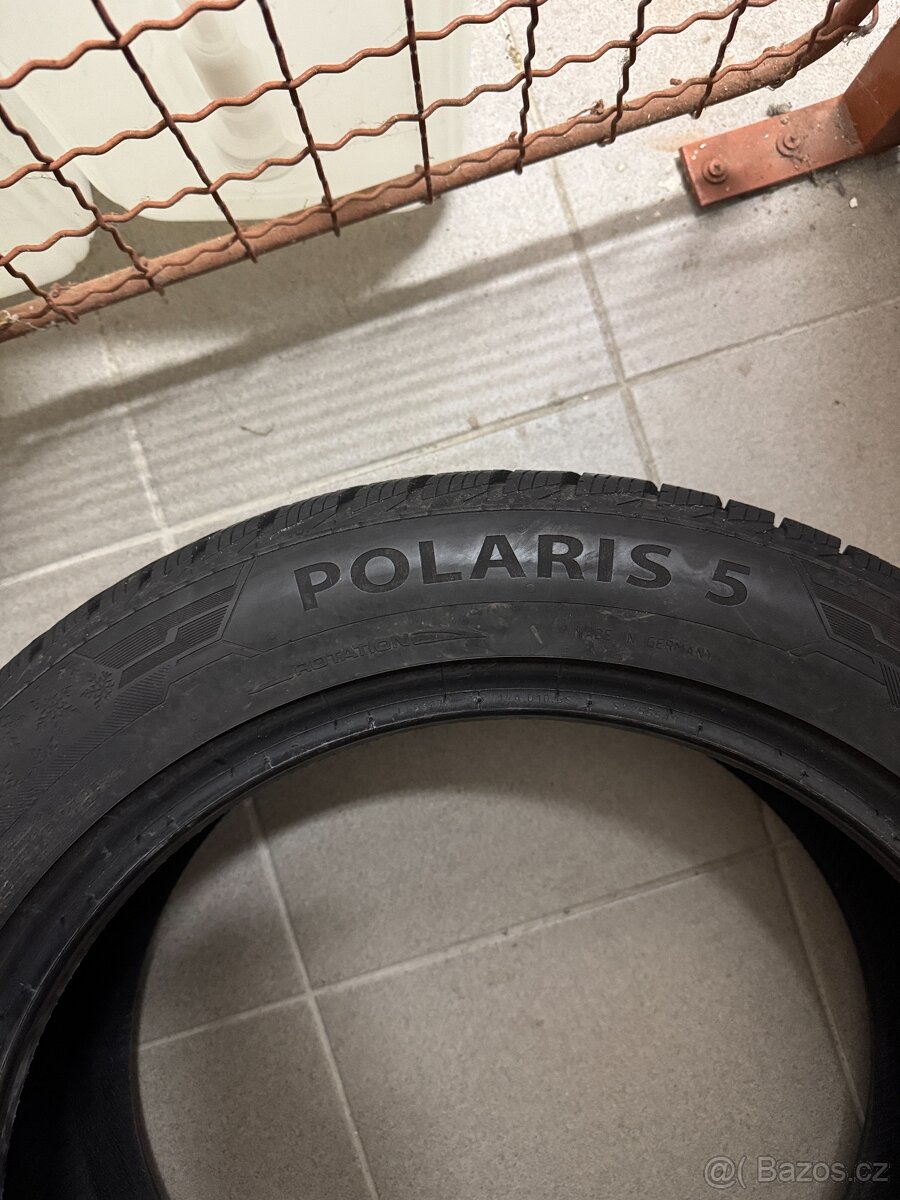 POLARIS 5
ROTATION
MADE IN GERMANY
@( Bazos.cz